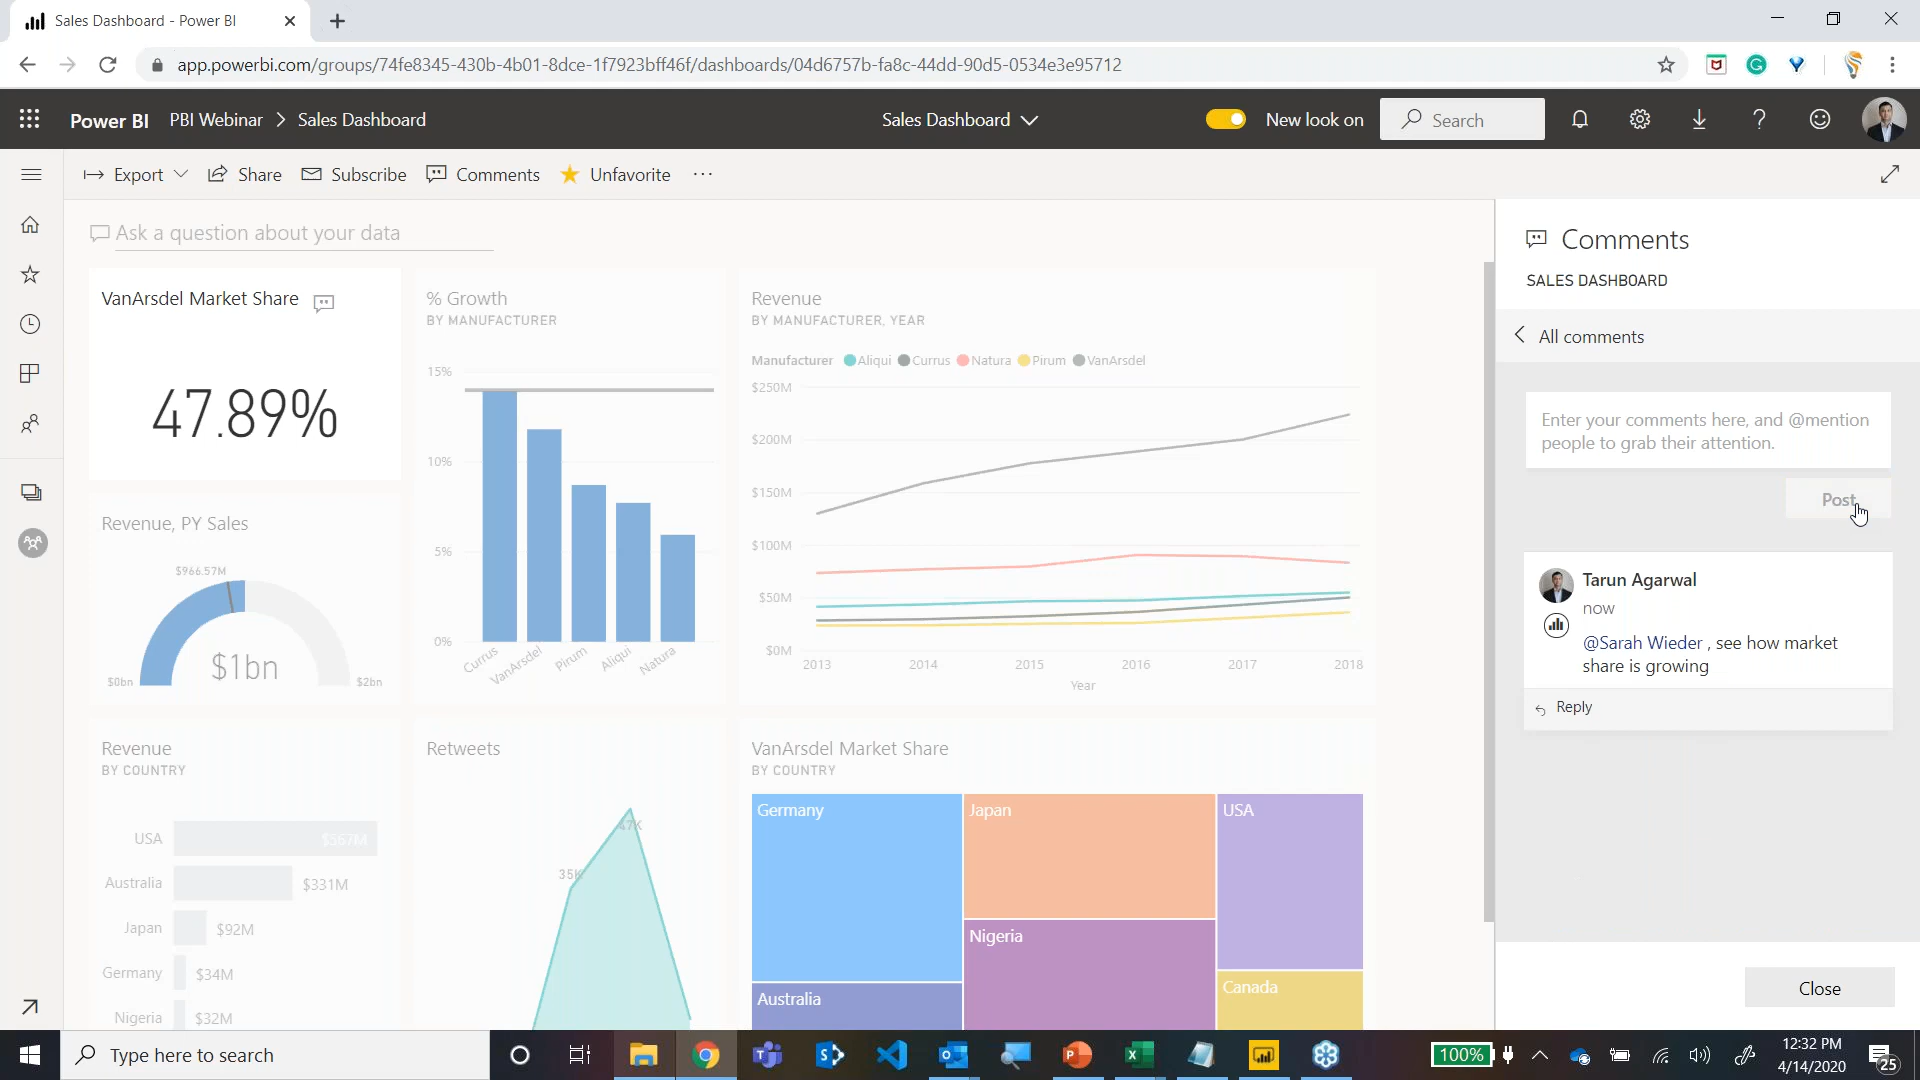 Sales Dashboard - Power BI
app.powerbi.com/groups/74fe8345-430b-4b01-8dce-1f7923bff46f/dashboards/04d6757b-fa8c-44dd-90d5-0534e3e95712
Power BI PBI Webinar > Sales Dashboard
Sales Dashboard
New look on
Search
Export
Share
Subscribe
Comments
Unfavorite
Ask a question about your data
VanArsdel Market Share
47.89%
% Growth
BY MANUFACTURER
15%
10%
5%
0%
Currus
VanArsdel
Pirum
Aliqui
Natura
Revenue
BY MANUFACTURER, YEAR
Manufacturer Aliqui Currus Natura Pirum VanArsdel
$250M
$200M
$150M
$100M
$50M
$0M
2013 2014 2015 2016 2017 2018
Year
Revenue, PY Sales
$966.57M
$1bn
$0bn
$2bn
Revenue
BY COUNTRY
USA $567M
Australia $331M
Japan $92M
Germany $34M
Nigeria $32M
Retweets
47K
35K
VanArsdel Market Share
BY COUNTRY
Germany
Japan
USA
Nigeria
Australia
Canada
Comments
SALES DASHBOARD
All comments
Enter your comments here, and @mention
people to grab their attention.
Post
Tarun Agarwal
now
@Sarah Wieder , see how market
share is growing
Reply
Close
Type here to search
100%
12:32 PM
4/14/2020
25